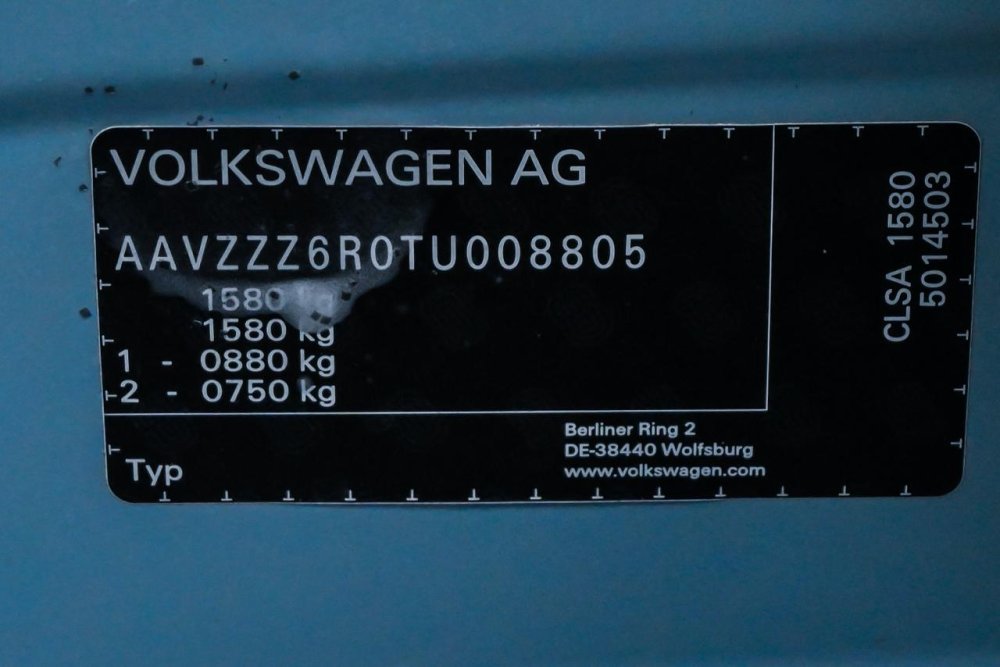 VOLKSWAGEN AG
AAVZZZ6R0TU008805
1580 kg
1580 kg
1 - 0880 kg
2 - 0750 kg
Typ
Berliner Ring 2
DE-38440 Wolfsburg
www.volkswagen.com
CLSA 1580
5014503